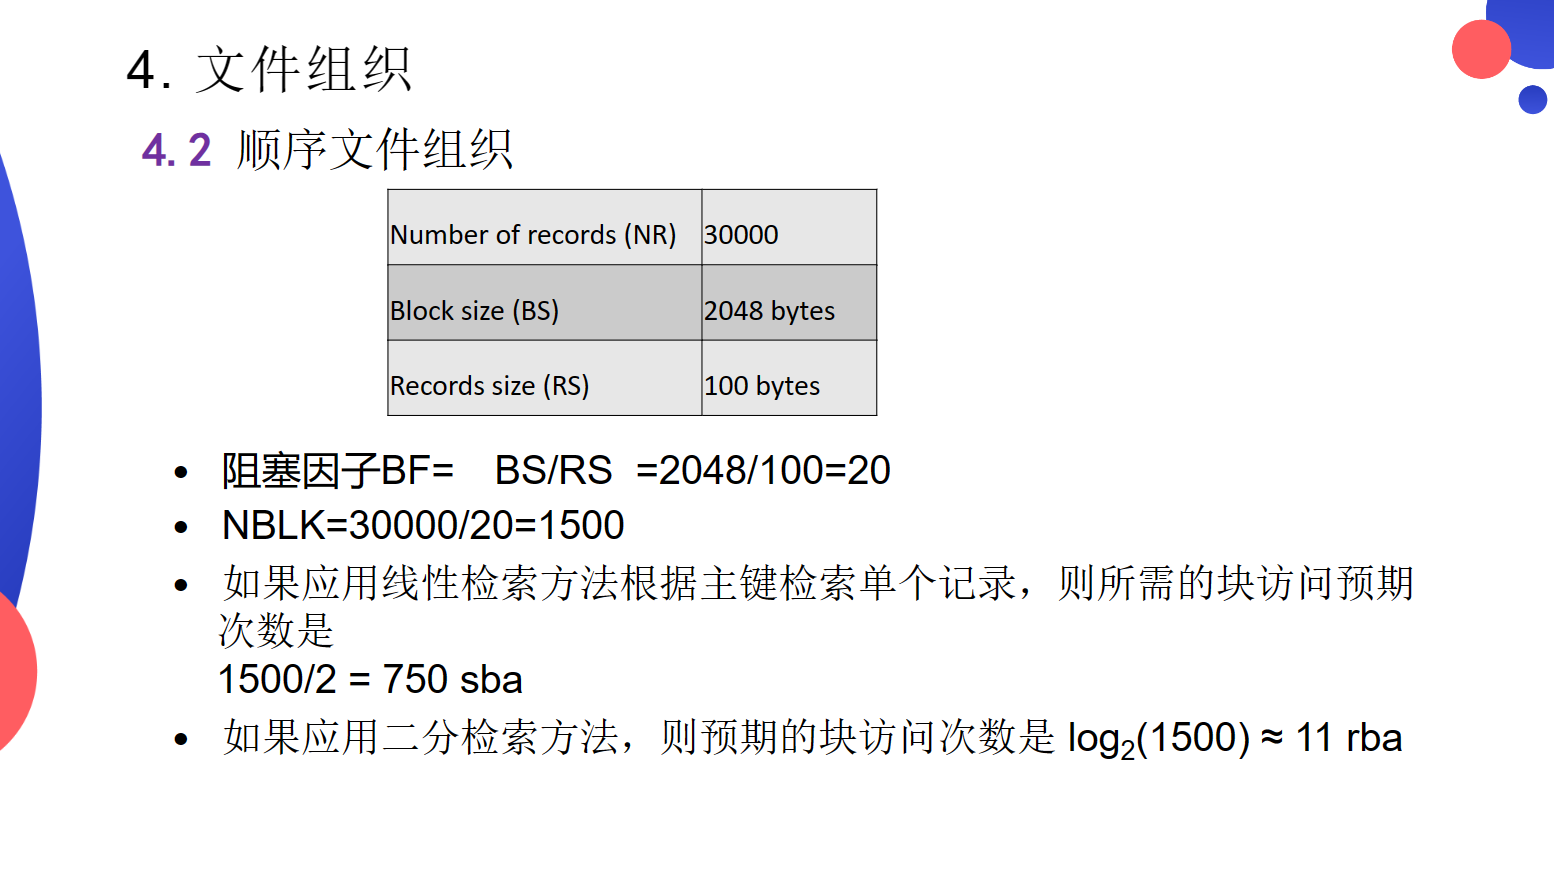 4. 文件组织
4.2 顺序文件组织
Number of records (NR) 30000
Block size (BS) 2048 bytes
Records size (RS) 100 bytes
• 阻塞因子BF= BS/RS =2048/100=20
• NBLK=30000/20=1500
• 如果应用线性检索方法根据主键检索单个记录，则所需的块访问预期
次数是
1500/2 = 750 sba
• 如果应用二分检索方法，则预期的块访问次数是 log₂(1500) ≈ 11 rba